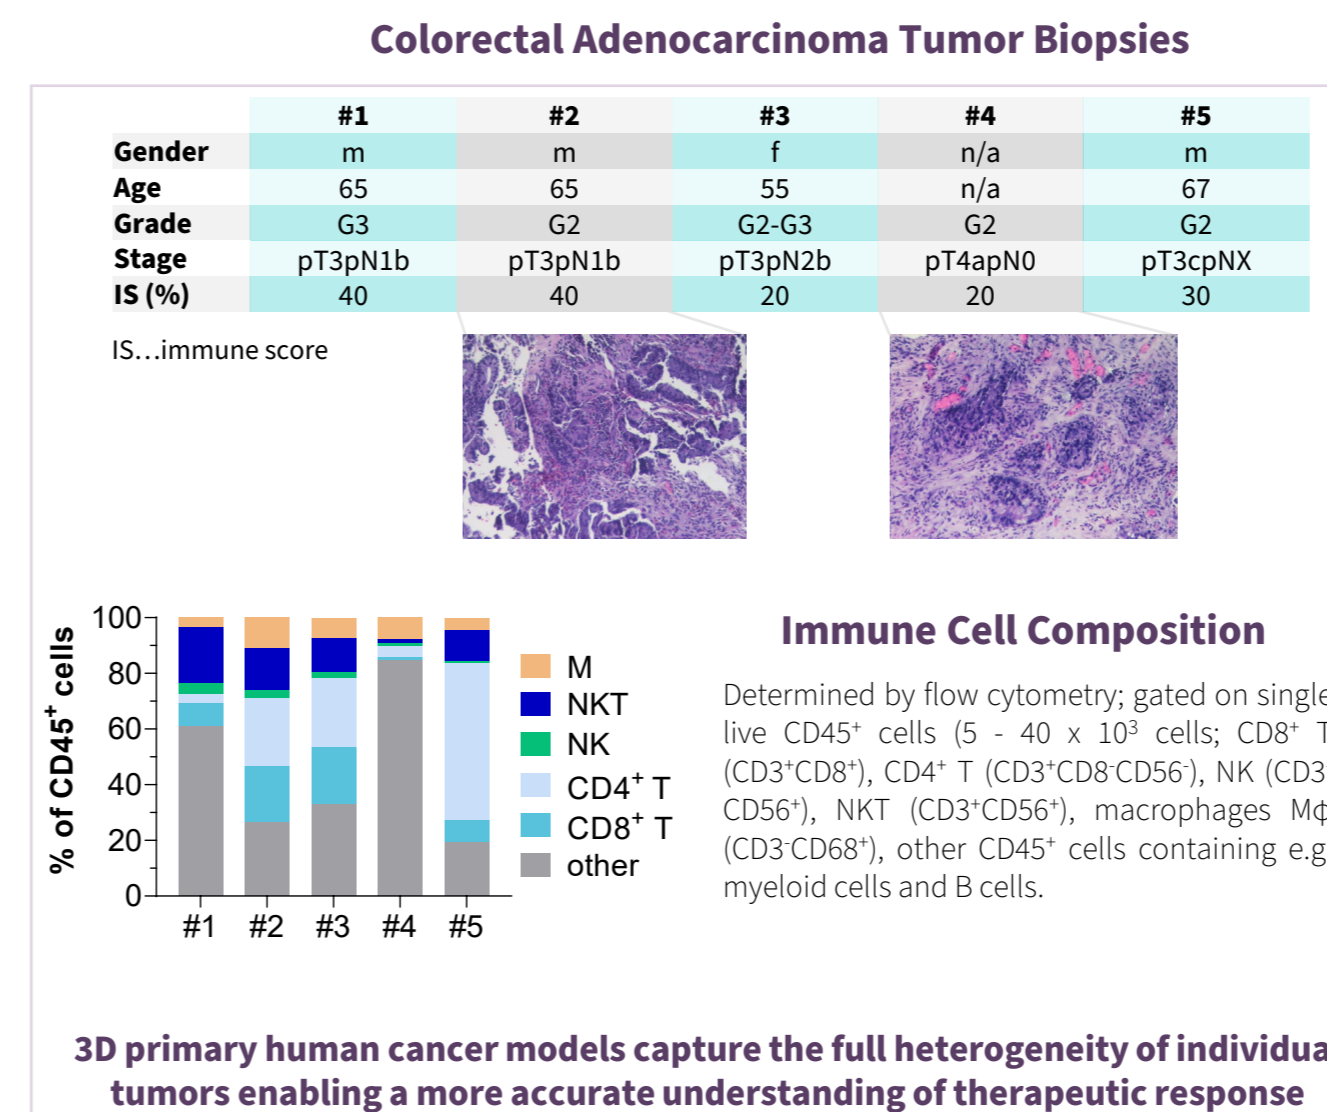 Colorectal Adenocarcinoma Tumor Biopsies
#1 #2 #3 #4 #5
Gender m m f n/a m
Age 65 65 55 n/a 67
Grade G3 G2 G2-G3 G2 G2
Stage pT3pN1b pT3pN1b pT3pN2b pT4apN0 pT3cpNX
IS (%) 40 40 20 20 30
IS...immune score
% of CD45⁺ cells
100
80
60
40
20
0
#1 #2 #3 #4 #5
M
NKT
NK
CD4⁺ T
CD8⁺ T
other
Immune Cell Composition
Determined by flow cytometry; gated on single
live CD45⁺ cells (5 - 40 x 10³ cells; CD8⁺ T
(CD3⁺CD8⁺), CD4⁺ T (CD3⁺CD8⁻CD56⁻), NK (CD3⁻
CD56⁺), NKT (CD3⁺CD56⁺), macrophages Mϕ
(CD3⁻CD68⁺), other CD45⁺ cells containing e.g
myeloid cells and B cells.
3D primary human cancer models capture the full heterogeneity of
tumors enabling a more accurate understanding of therapeutic response